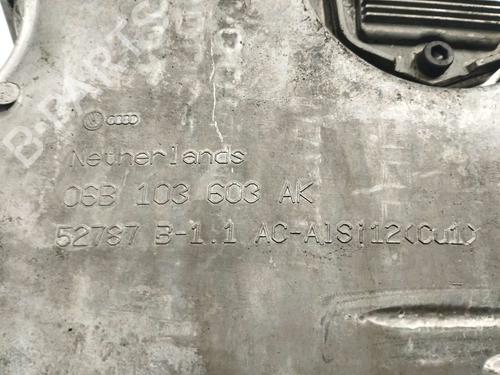 B-PARTS
Netherlands
06B 103 603 AK
52787 B-1.1 AC-AlSi12(Cu1)